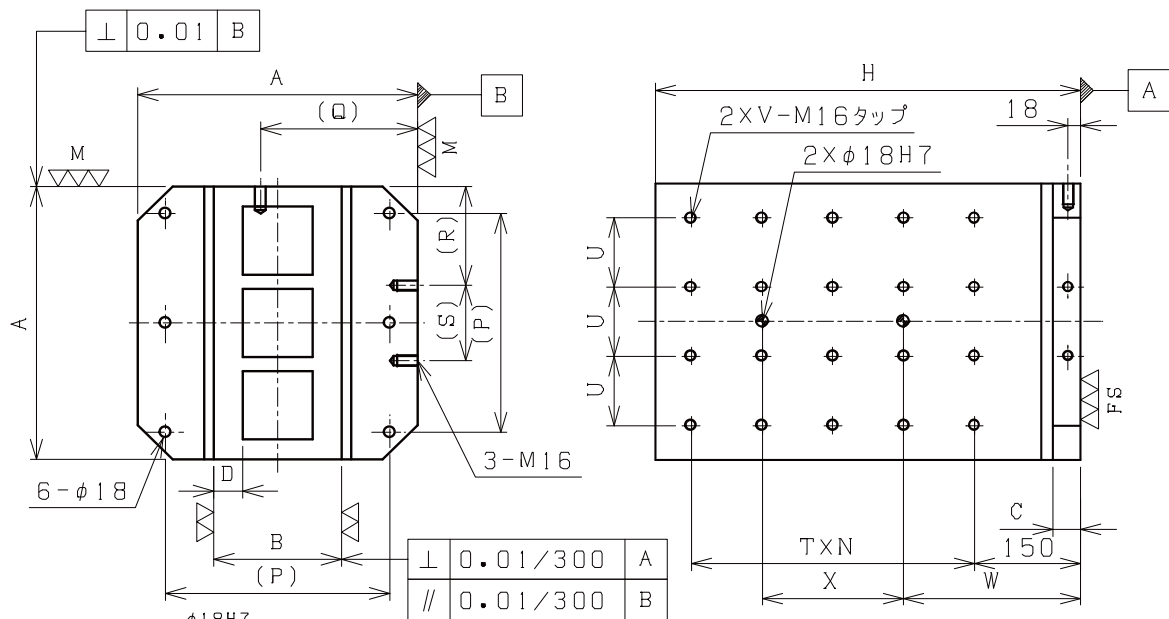 ⊥ 0.01 B
A
B
(Q)
M
M
A
(R)
(S)
(P)
D
6-φ18
3-M16
B
(P)
⊥ 0.01/300 A
// 0.01/300 B
φ18H7
H
A
18
2×V-M16タップ
2×φ18H7
U
U
U
FS
C
T×N
150
X
W